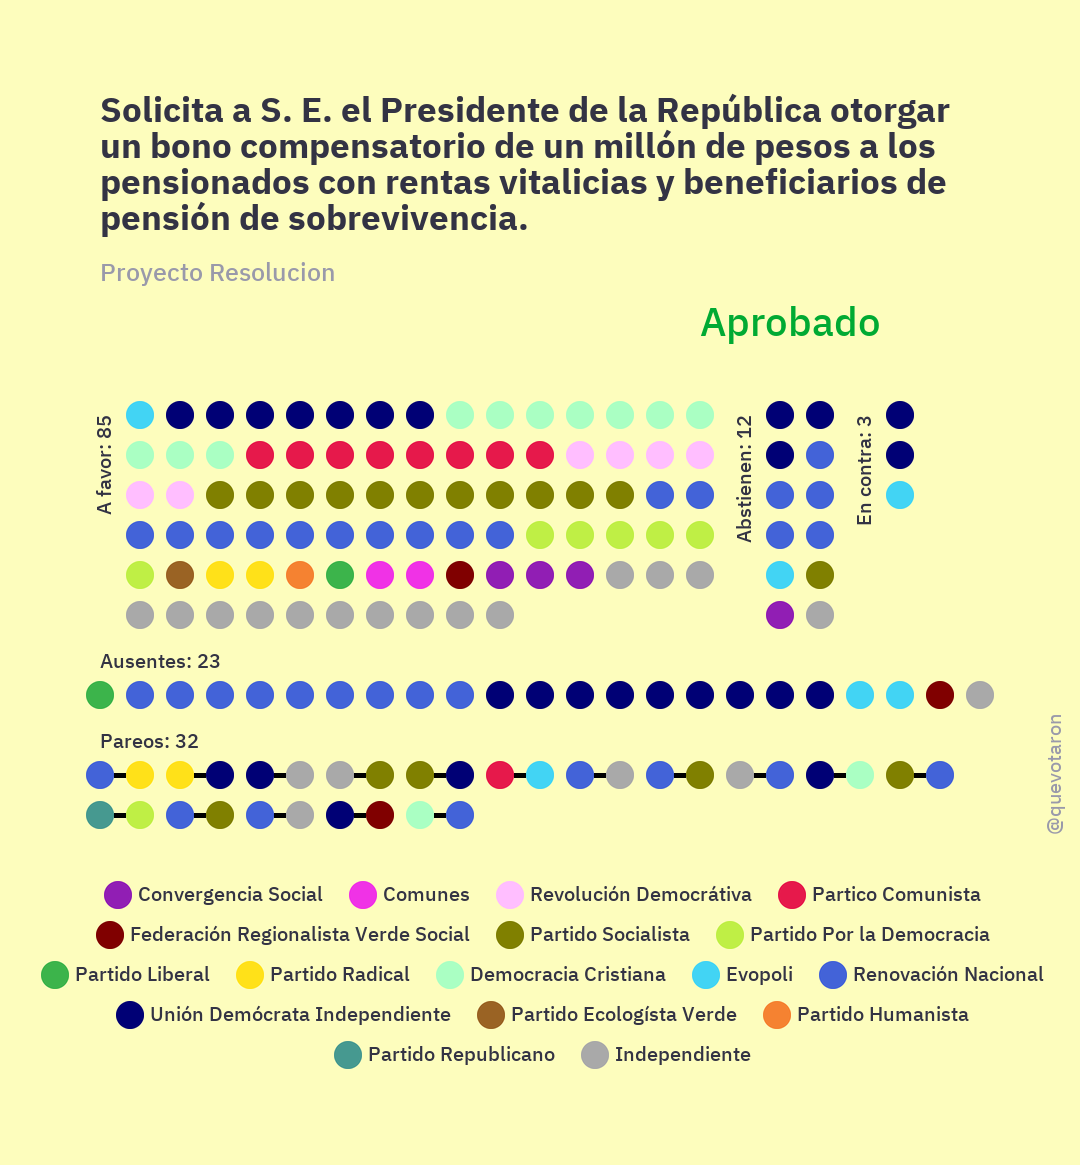 Solicita a S. E. el Presidente de la República otorgar
un bono compensatorio de un millón de pesos a los
pensionados con rentas vitalicias y beneficiarios de
pensión de sobrevivencia.
Proyecto Resolucion
Aprobado
A favor: 85
Abstienen: 12
En contra: 3
Ausentes: 23
Pareos: 32
@quevotaron
Convergencia Social Comunes Revolución Democrátiva Partico Comunista
Federación Regionalista Verde Social Partido Socialista Partido Por la Democracia
Partido Liberal Partido Radical Democracia Cristiana Evopoli Renovación Nacional
Unión Demócrata Independiente Partido Ecologísta Verde Partido Humanista
Partido Republicano Independiente